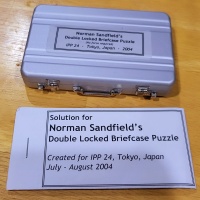 Norman Sandfield's
Double Locked Briefcase Puzzle
IPP 24 - Tokyo, Japan - 2004
Solution for
Norman Sandfield's
Double Locked Briefcase Puzzle
Created for IPP 24, Tokyo, Japan
July - August 2004